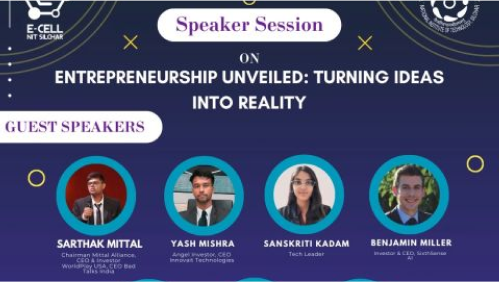 E-CELL
NIT SILCHAR
Speaker Session
ON
ENTREPRENEURSHIP UNVEILED: TURNING IDEAS
INTO REALITY
GUEST SPEAKERS
SARTHAK MITTAL
Chairman Mittal Alliance,
CEO & Investor
WorldPlay USA, CEO Bad
Talks India
YASH MISHRA
Angel Investor, CEO
Innovait Technologies
SANSKRITI KADAM
Tech Leader
BENJAMIN MILLER
Investor & CEO, SixthSense
AI